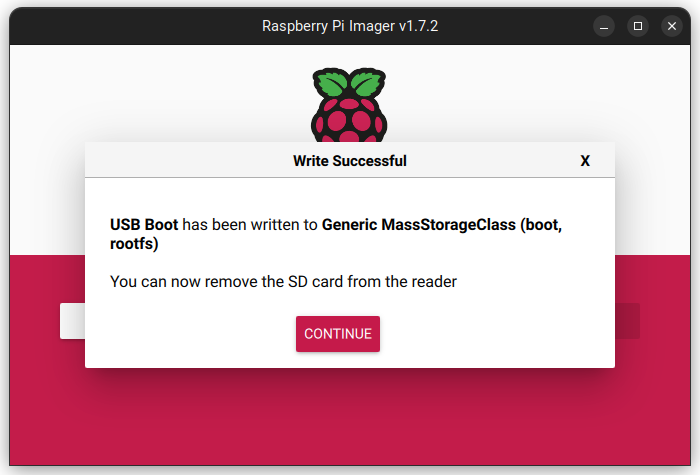 Raspberry Pi Imager v1.7.2
Write Successful X
USB Boot has been written to Generic MassStorageClass (boot,
rootfs)
You can now remove the SD card from the reader
CONTINUE